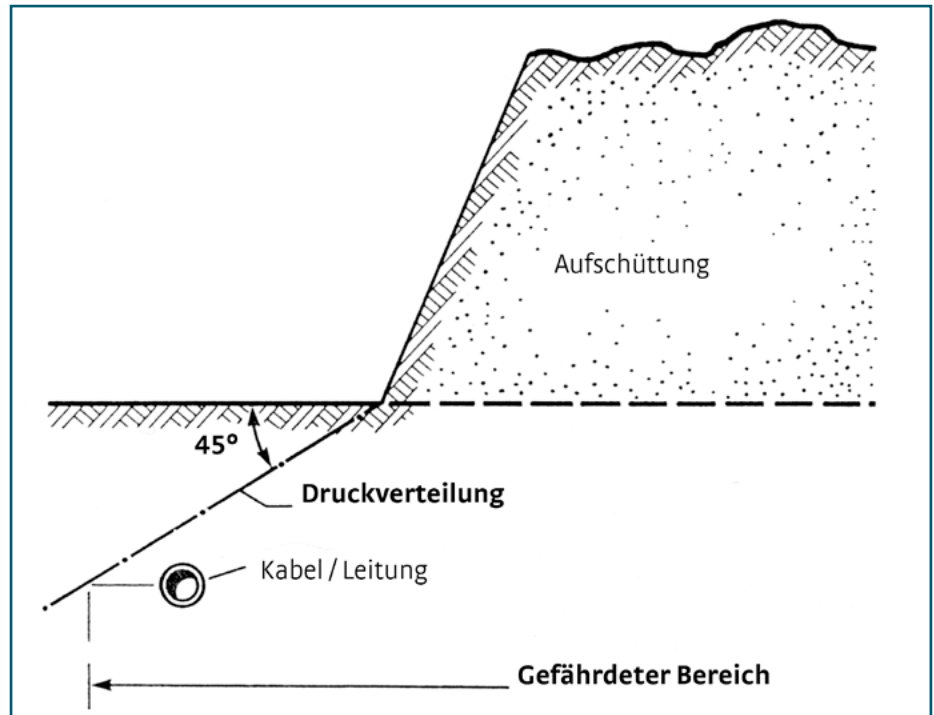 Aufschüttung
45°
Druckverteilung
Kabel / Leitung
Gefährdeter Bereich